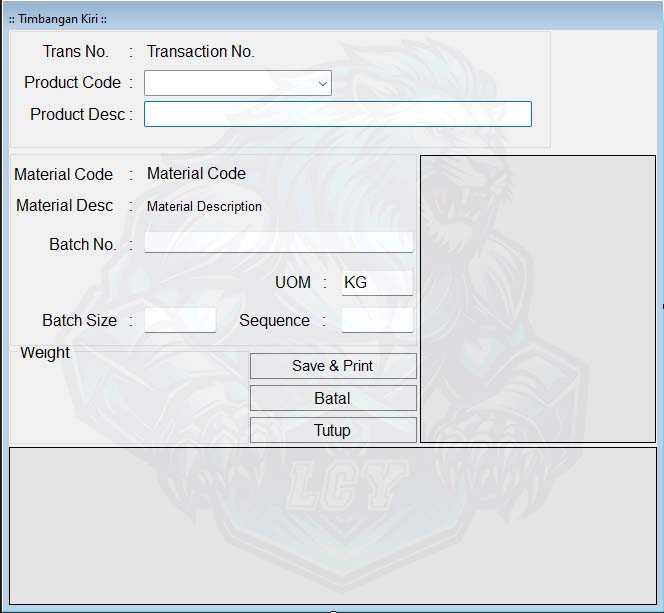 :: Timbangan Kiri ::
Trans No. : Transaction No.
Product Code :
Product Desc :
Material Code : Material Code
Material Desc : Material Description
Batch No. :
UOM : KG
Batch Size : Sequence :
Weight
Save & Print
Batal
Tutup
LCY